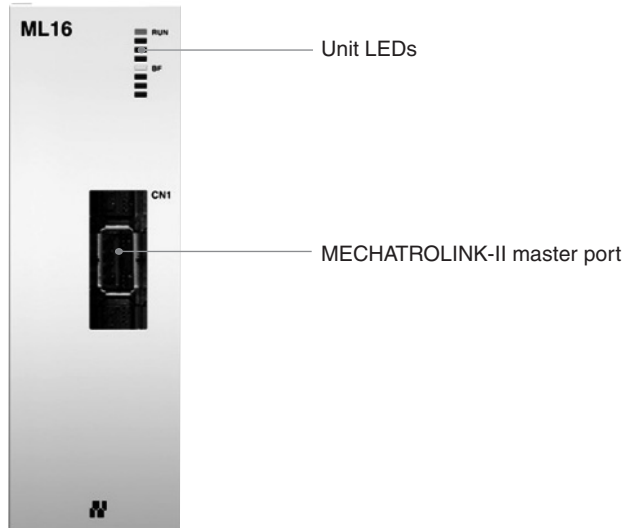 ML16
RUN
Unit LEDs
BF
CN1
MECHATROLINK-II master port